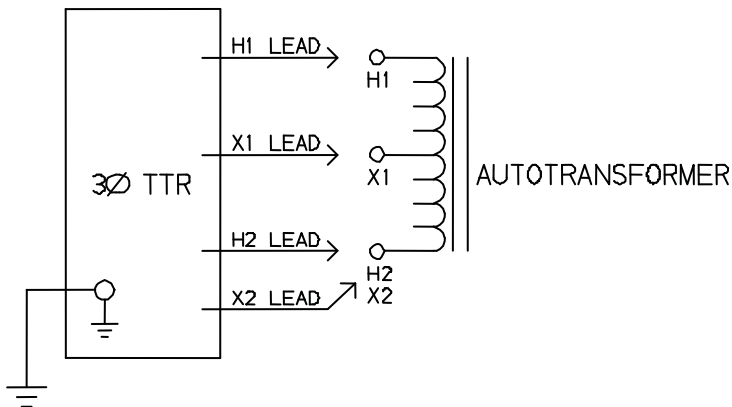 H1 LEAD
H1
X1 LEAD
X1
3Ø TTR
AUTOTRANSFORMER
H2 LEAD
H2
X2 LEAD
X2